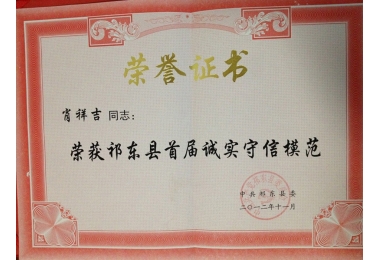 荣誉证书
肖祥吉 同志：
荣获祁东县首届诚实守信模范
中共祁东县委
二〇一二年十一月